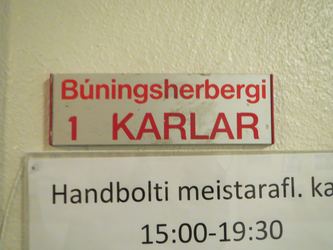 Búningsherbergi
1 KARLAR
Handbolti meistarafl. ka
15:00-19:30